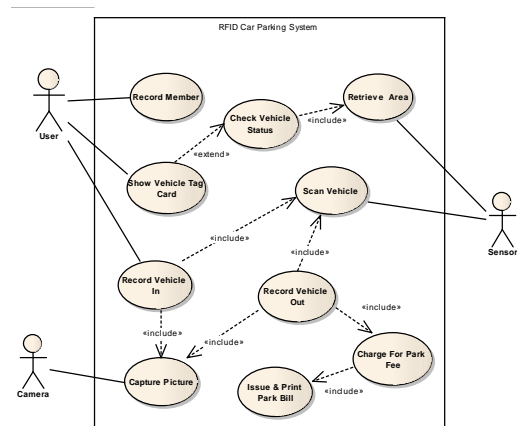 RFID Car Parking System
Record Member
Retrieve Area
Check Vehicle
Status
«include»
User
«extend»
Show Vehicle Tag
Card
Scan Vehicle
Sensor
«include»
«include»
Record Vehicle
In
Record Vehicle
Out
«include»
«include»
«include»
Charge For Park
Fee
Capture Picture
Issue & Print
Park Bill
«include»
Camera